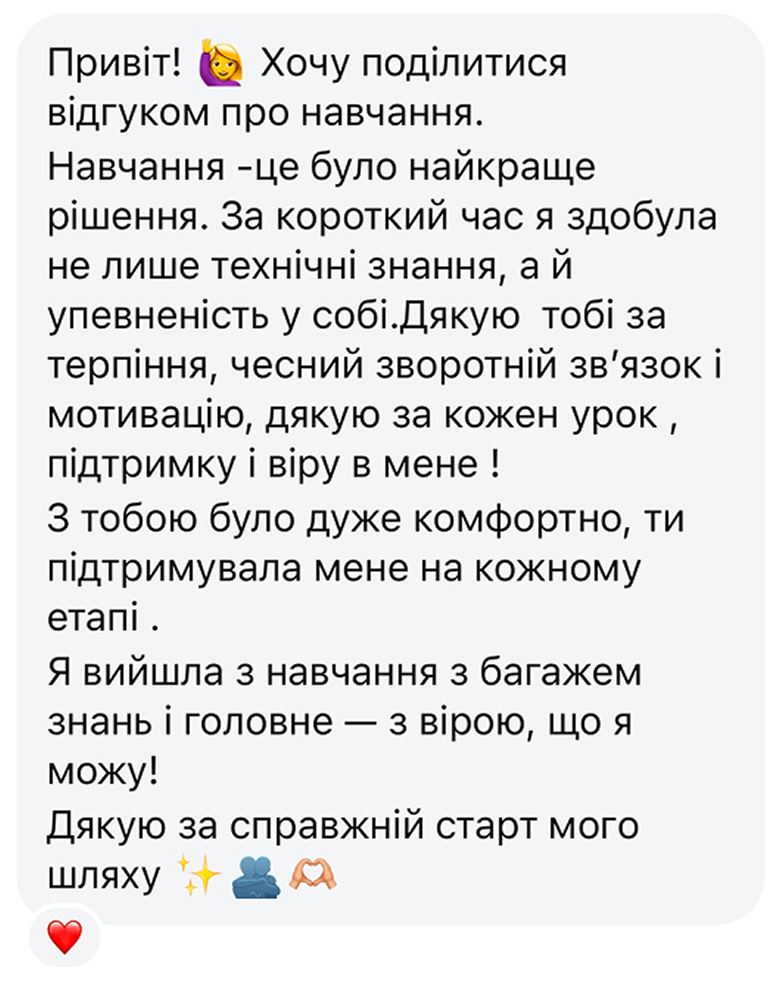 Привіт! 🙋‍♀️ Хочу поділитися
відгуком про навчання.
Навчання -це було найкраще
рішення. За короткий час я здобула
не лише технічні знання, а й
упевненість у собі.Дякую  тобі за
терпіння, чесний зворотній зв’язок і
мотивацію, дякую за кожен урок ,
підтримку і віру в мене !
З тобою було дуже комфортно, ти
підтримувала мене на кожному
етапі .
Я вийшла з навчання з багажем
знань і головне — з вірою, що я
можу!
Дякую за справжній старт мого
шляху ✨🫂🫶🏼
❤️